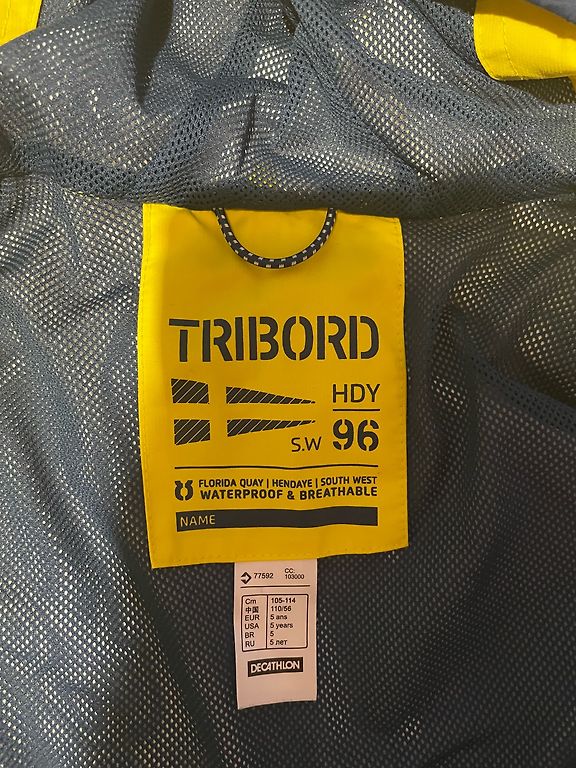 TRIBORD
HDY
S.W 96
FLORIDA QUAY | HENDAYE | SOUTH WEST
WATERPROOF & BREATHABLE
NAME
77592 CC: 103000
Cm 105-114
中国 110/56
EUR 5 ans
USA 5 years
BR 5
RU 5 лет
DECATHLON